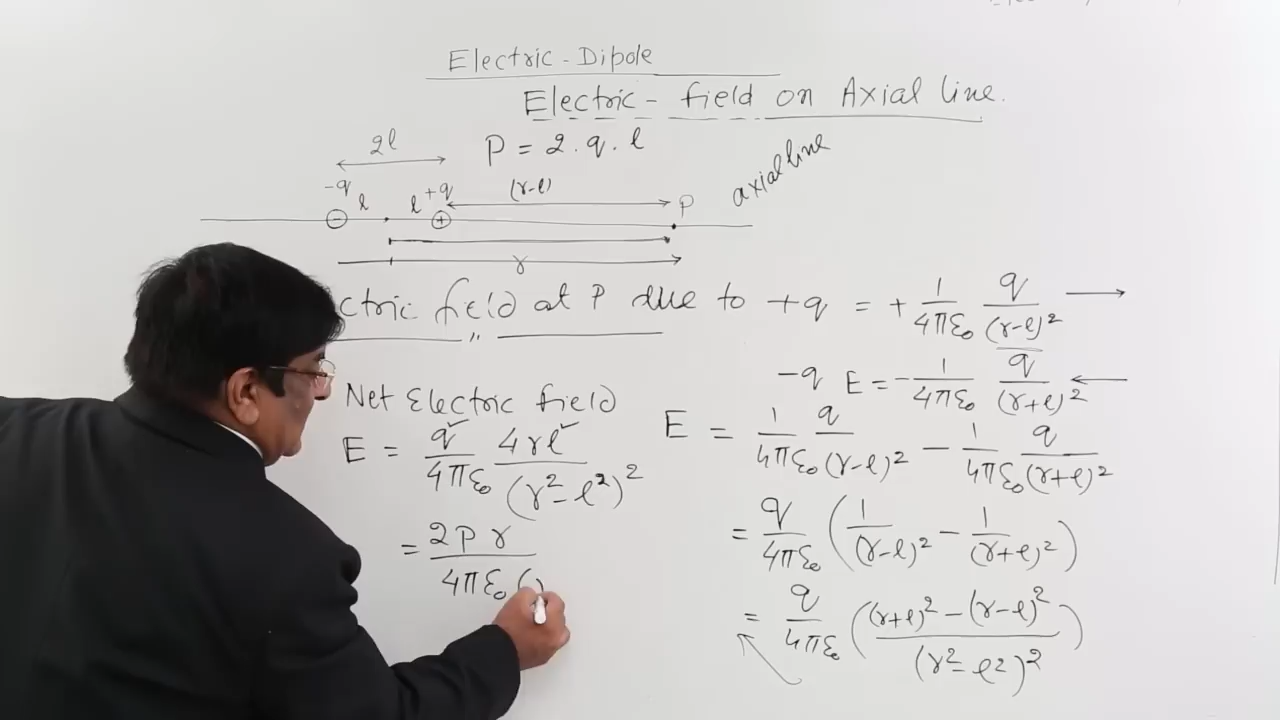 Electric - Dipole
Electric - field on Axial line.
2l
P = 2 . q . l
axial line
-q l l +q (r-l) P
− +
r
ctric field at P due to +q = + 1/4πε₀ q/(r-l)²
-q E = - 1/4πε₀ q/(r+l)²
Net Electric field
E = q/4πε₀ 4rl/(r²-l²)²
= 2Pr/4πε₀(
E = 1/4πε₀ q/(r-l)² - 1/4πε₀ q/(r+l)²
= q/4πε₀ (1/(r-l)² - 1/(r+l)²)
= q/4πε₀ ((r+l)² - (r-l)²/(r²-l²)²)